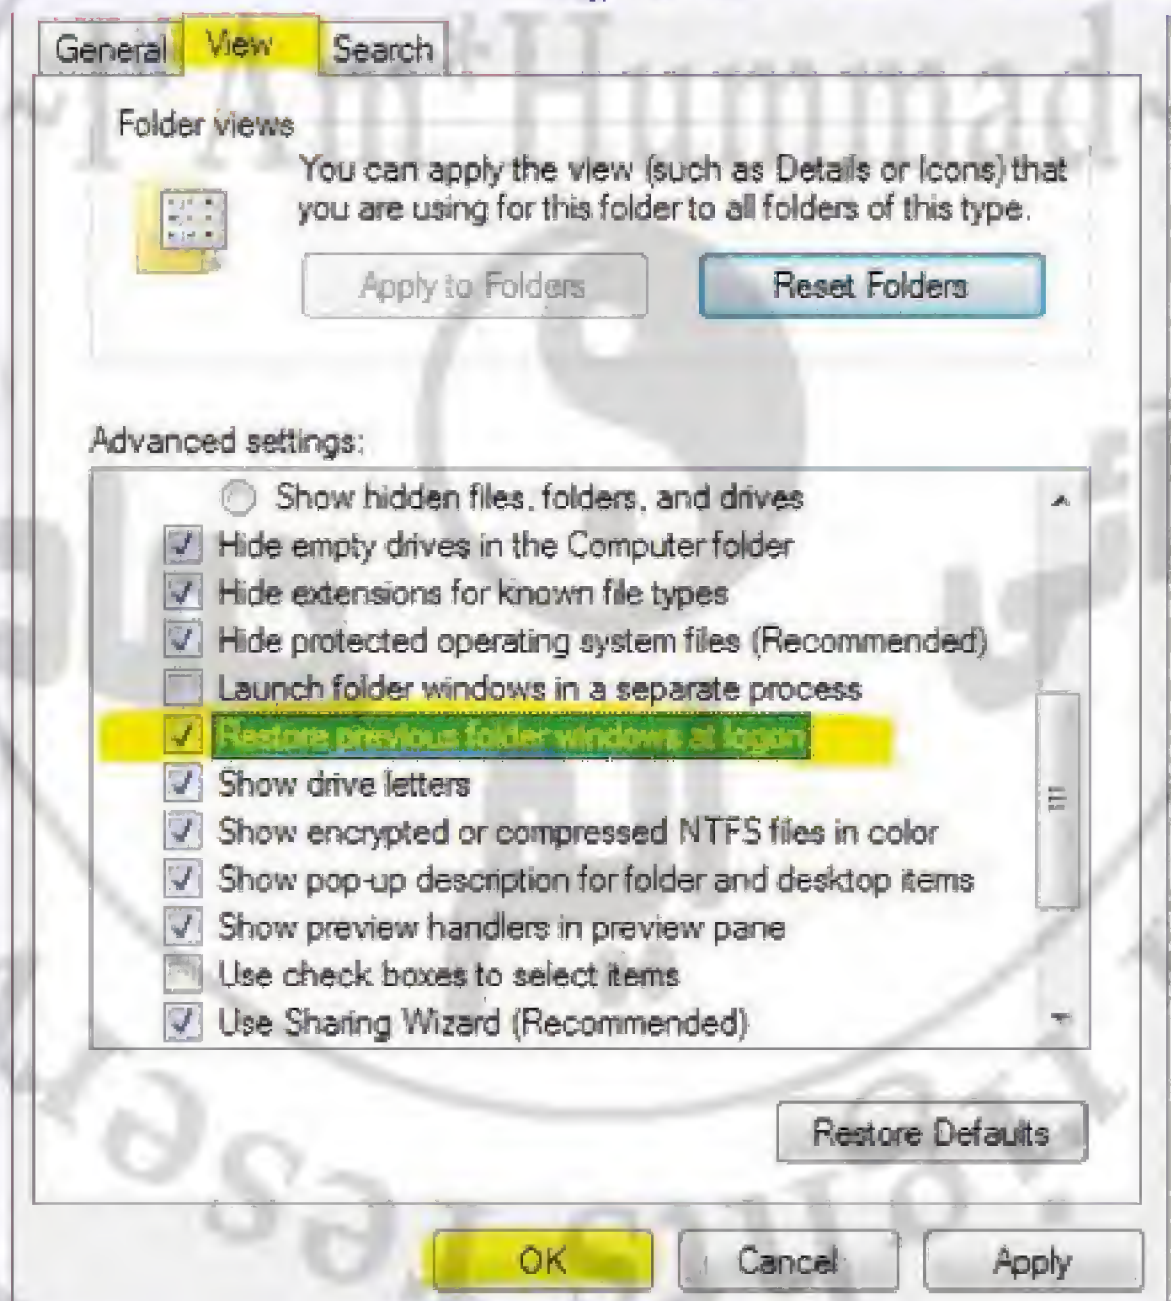 General
View
Search
Folder views
You can apply the view (such as Details or Icons) that
you are using for this folder to all folders of this type.
Apply to Folders
Reset Folders
Advanced settings:
Show hidden files, folders, and drives
Hide empty drives in the Computer folder
Hide extensions for known file types
Hide protected operating system files (Recommended)
Launch folder windows in a separate process
Restore previous folder windows at logon
Show drive letters
Show encrypted or compressed NTFS files in color
Show pop-up description for folder and desktop items
Show preview handlers in preview pane
Use check boxes to select items
Use Sharing Wizard (Recommended)
Restore Defaults
OK
Cancel
Apply